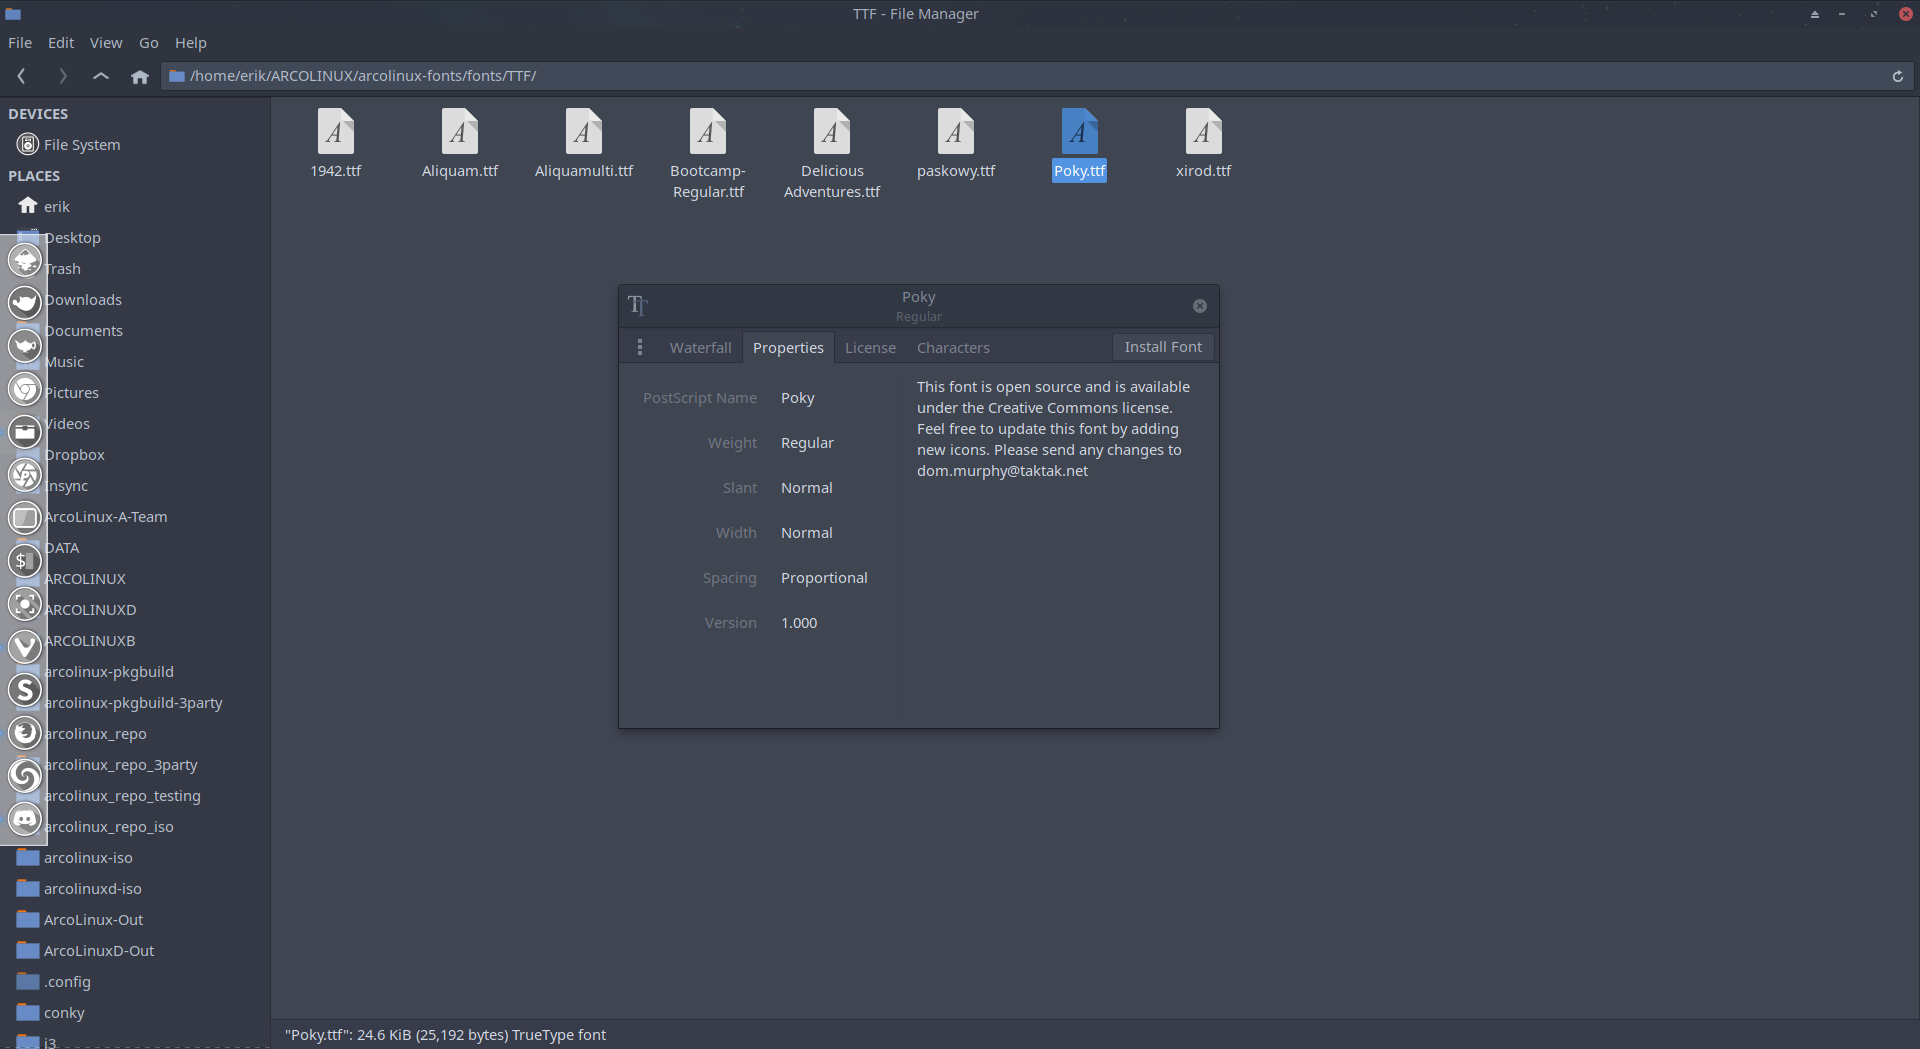 TTF - File Manager
File Edit View Go Help
/home/erik/ARCOLINUX/arcolinux-fonts/fonts/TTF/
DEVICES
File System
PLACES
erik
Desktop
Trash
Downloads
Documents
Music
Pictures
Videos
Dropbox
Insync
ArcoLinux-A-Team
DATA
ARCOLINUX
ARCOLINUXD
ARCOLINUXB
arcolinux-pkgbuild
arcolinux-pkgbuild-3party
arcolinux_repo
arcolinux_repo_3party
arcolinux_repo_testing
arcolinux_repo_iso
arcolinux-iso
arcolinuxd-iso
ArcoLinux-Out
ArcoLinuxD-Out
.config
conky
i3
1942.ttf
Aliquam.ttf
Aliquamulti.ttf
Bootcamp-
Regular.ttf
Delicious
Adventures.ttf
paskowy.ttf
Poky.ttf
xirod.ttf
Poky
Regular
Waterfall Properties License Characters Install Font
PostScript Name Poky
Weight Regular
Slant Normal
Width Normal
Spacing Proportional
Version 1.000
This font is open source and is available
under the Creative Commons license.
Feel free to update this font by adding
new icons. Please send any changes to
dom.murphy@taktak.net
"Poky.ttf": 24.6 KiB (25,192 bytes) TrueType font